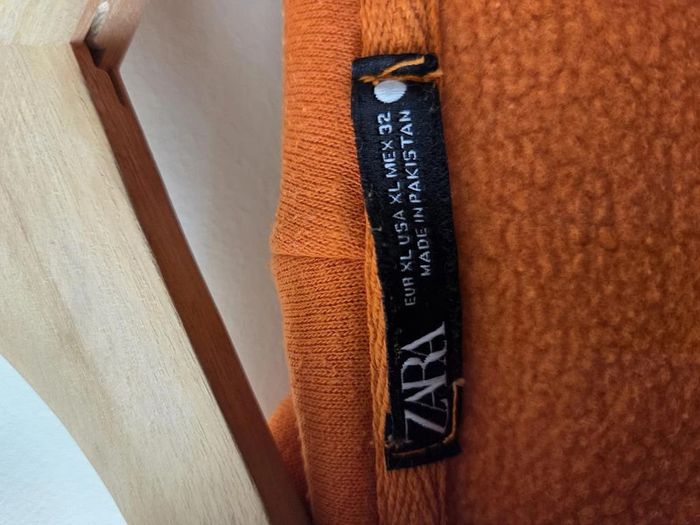 ZARA
EUR XL USA XL MEX 32
MADE IN PAKISTAN